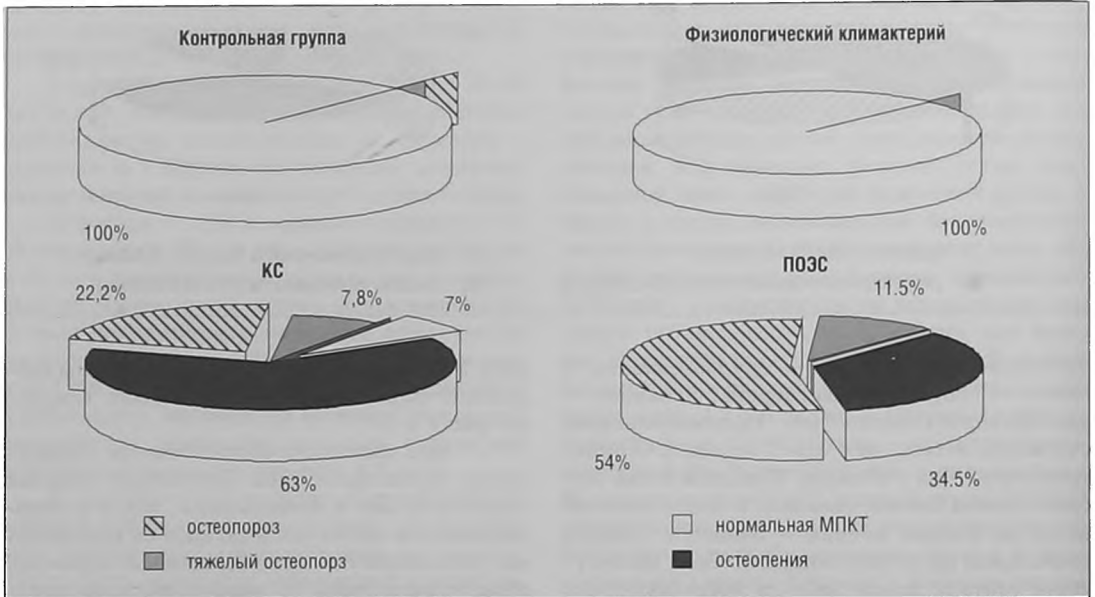 Контрольная группа
Физиологический климактерий
100%
100%
КС
ПОЭС
22,2%
7,8%
7%
11.5%
63%
54%
34.5%
остеопороз
нормальная МПКТ
тяжелый остеопорз
остеопения